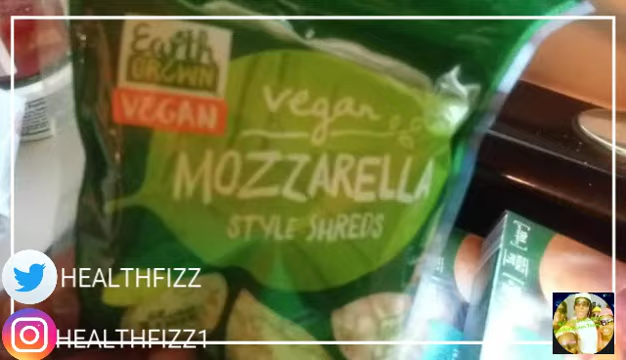 Earth
GROWN
VEGAN
vegan
MOZZARELLA
STYLE SHREDS
HEALTHFIZZ
HEALTHFIZZ1